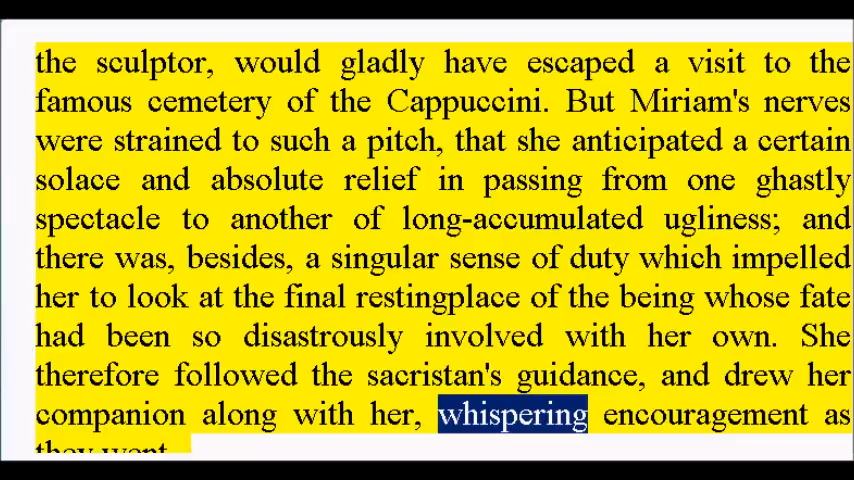 the sculptor, would gladly have escaped a visit to the
famous cemetery of the Cappuccini. But Miriam's nerves
were strained to such a pitch, that she anticipated a certain
solace and absolute relief in passing from one ghastly
spectacle to another of long-accumulated ugliness; and
there was, besides, a singular sense of duty which impelled
her to look at the final restingplace of the being whose fate
had been so disastrously involved with her own. She
therefore followed the sacristan's guidance, and drew her
companion along with her, whispering encouragement as
they went.